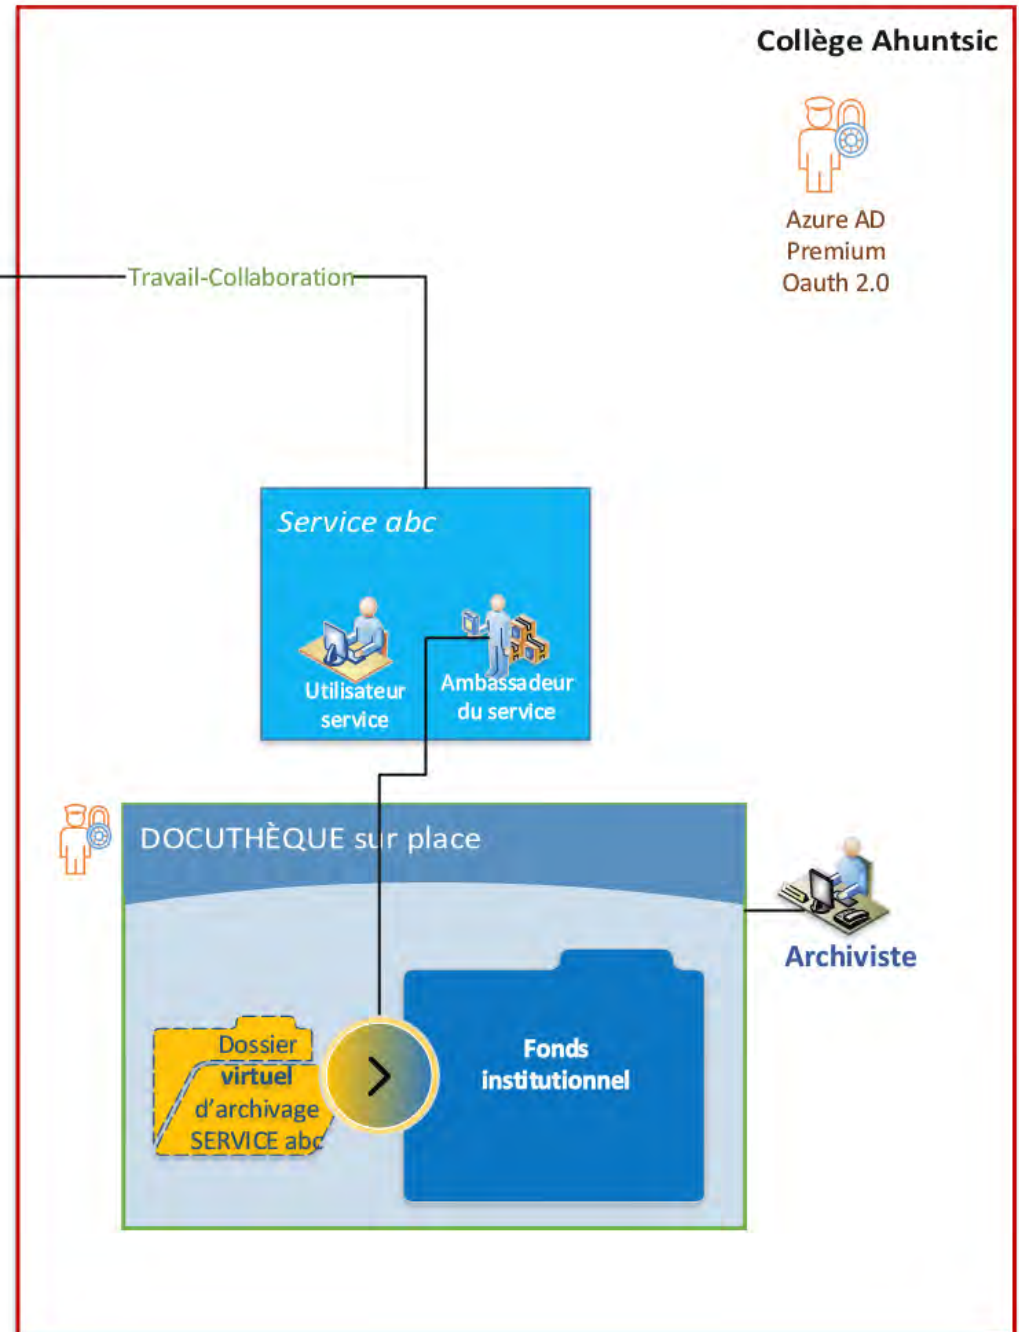 Collège Ahuntsic
Azure AD
Premium
Oauth 2.0
Travail-Collaboration
Service abc
Utilisateur
service
Ambassadeur
du service
DOCUTHÈQUE sur place
Archiviste
Dossier
virtuel
d'archivage
SERVICE abc
Fonds
institutionnel